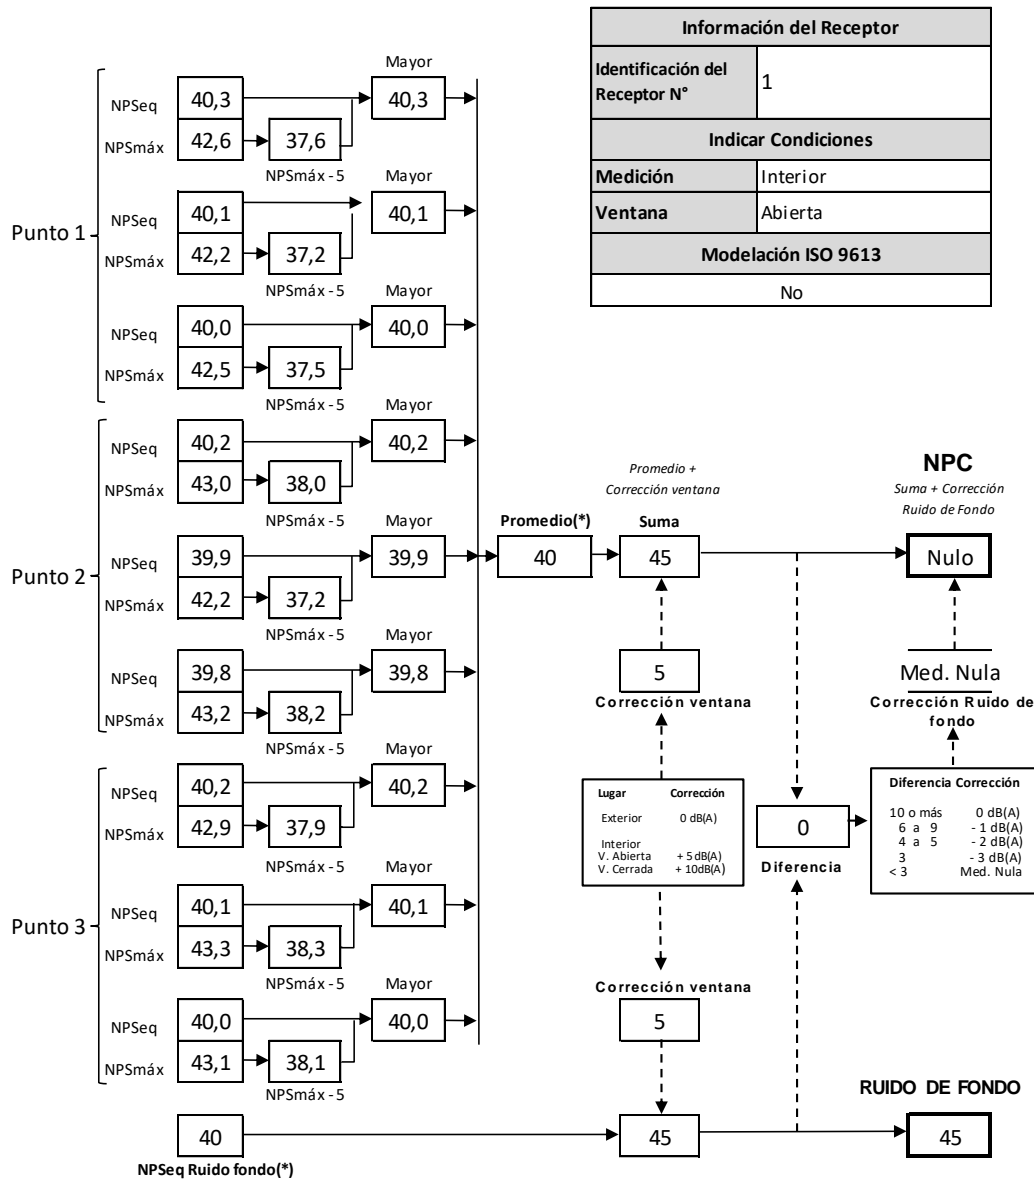 Información del Receptor
Identificación del Receptor N° 1
Indicar Condiciones
Medición Interior
Ventana Abierta
Modelación ISO 9613
No
Punto 1
Mayor
NPSeq 40,3 40,3
NPSmáx 42,6 37,6
NPSmáx - 5
Mayor
NPSeq 40,1 40,1
NPSmáx 42,2 37,2
NPSmáx - 5
Mayor
NPSeq 40,0 40,0
NPSmáx 42,5 37,5
NPSmáx - 5
Punto 2
Mayor
NPSeq 40,2 40,2
NPSmáx 43,0 38,0
NPSmáx - 5
Mayor
NPSeq 39,9 39,9
NPSmáx 42,2 37,2
NPSmáx - 5
Mayor
NPSeq 39,8 39,8
NPSmáx 43,2 38,2
NPSmáx - 5
Punto 3
Mayor
NPSeq 40,2 40,2
NPSmáx 42,9 37,9
NPSmáx - 5
Mayor
NPSeq 40,1 40,1
NPSmáx 43,3 38,3
NPSmáx - 5
Mayor
NPSeq 40,0 40,0
NPSmáx 43,1 38,1
NPSmáx - 5
40
NPSeq Ruido fondo(*)
Promedio(*)
40
Promedio +
Corrección ventana
Suma
45
5
Corrección ventana
Lugar Corrección
Exterior 0 dB(A)
Interior
V. Abierta + 5 dB(A)
V. Cerrada + 10dB(A)
Corrección ventana
5
45
0
Diferencia
NPC
Suma + Corrección
Ruido de Fondo
Nulo
Med. Nula
Corrección Ruido de
fondo
Diferencia Corrección
10 o más 0 dB(A)
6 a 9 - 1 dB(A)
4 a 5 - 2 dB(A)
3 - 3 dB(A)
< 3 Med. Nula
RUIDO DE FONDO
45